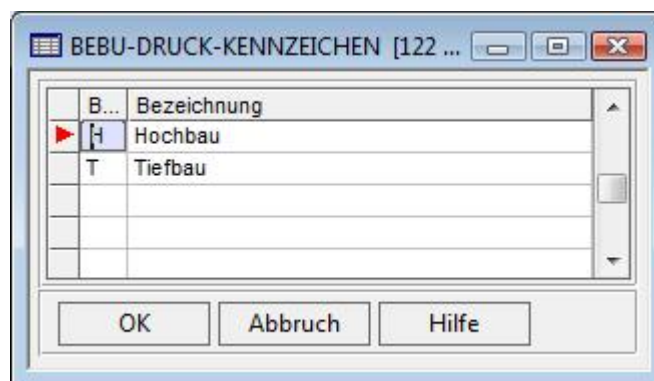 BEBU-DRUCK-KENNZEICHEN [122 ...
B... Bezeichnung
H Hochbau
T Tiefbau
OK Abbruch Hilfe